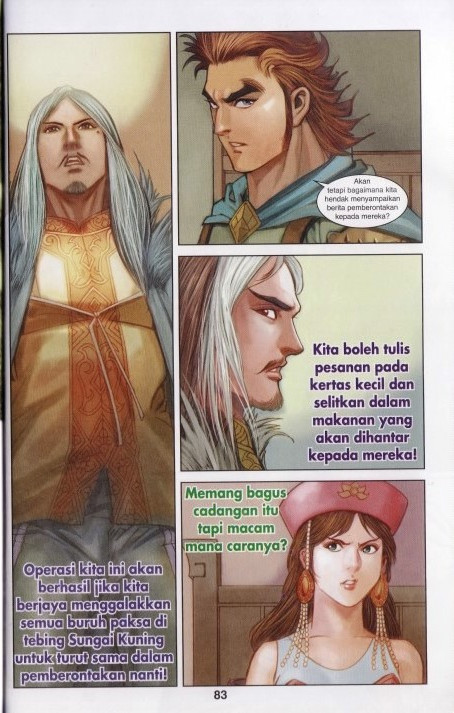 Operasi kita ini akan
berhasil jika kita
berjaya menggalakkan
semua buruh paksa di
tebing Sungai Kuning
untuk turut sama dalam
pemberontakan nanti!
Akan
tetapi bagaimana kita
hendak menyampaikan
berita pemberontakan
kepada mereka?
Kita boleh tulis
pesanan pada
kertas kecil dan
selitkan dalam
makanan yang
akan dihantar
kepada mereka!
Memang bagus
cadangan itu
tapi macam
mana caranya?
83